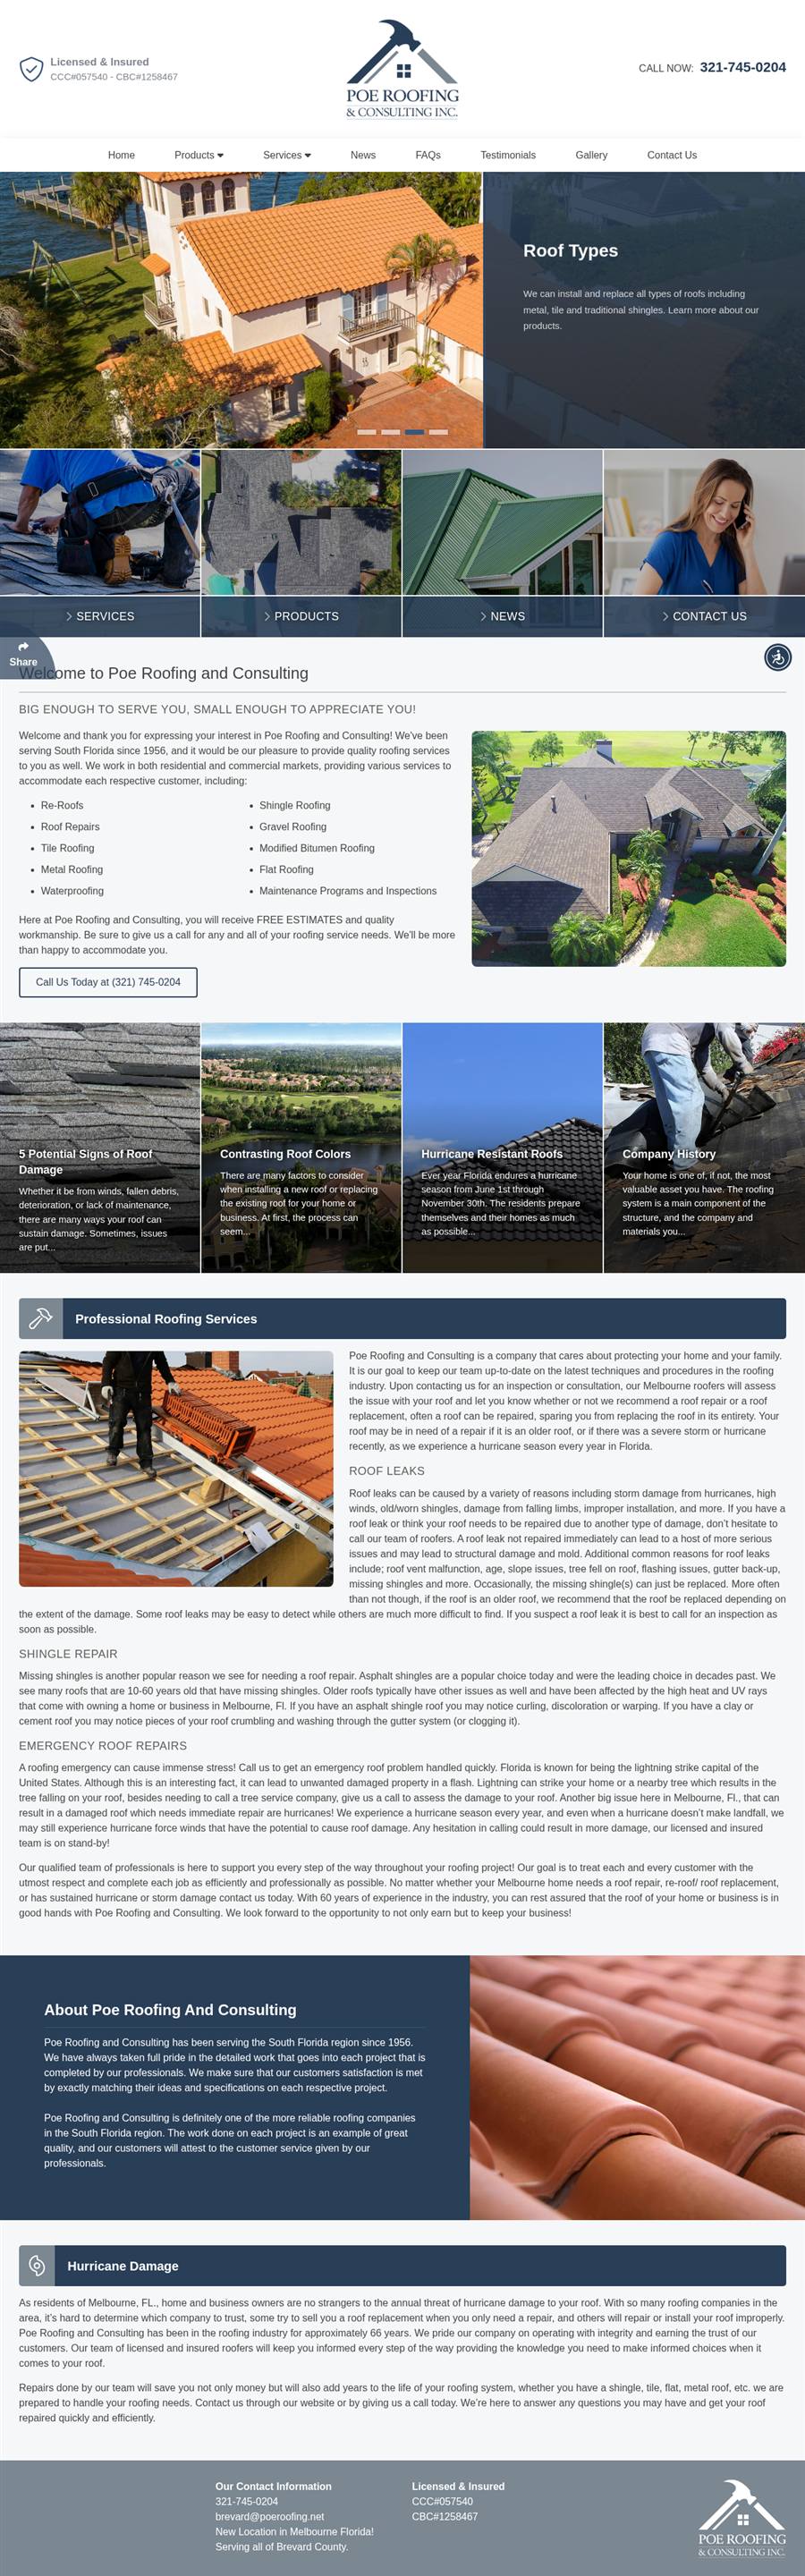 Licensed & Insured
CCC#057540 - CBC#1258467
POE ROOFING
& CONSULTING INC.
CALL NOW: 321-745-0204
Home Products Services News FAQs Testimonials Gallery Contact Us
Roof Types
We can install and replace all types of roofs including
metal, tile and traditional shingles. Learn more about our
products.
SERVICES
PRODUCTS
NEWS
CONTACT US
Share
Welcome to Poe Roofing and Consulting
BIG ENOUGH TO SERVE YOU, SMALL ENOUGH TO APPRECIATE YOU!
Welcome and thank you for expressing your interest in Poe Roofing and Consulting! We've been
serving South Florida since 1956, and it would be our pleasure to provide quality roofing services
to you as well. We work in both residential and commercial markets, providing various services to
accommodate each respective customer, including:
• Re-Roofs
• Roof Repairs
• Tile Roofing
• Metal Roofing
• Waterproofing
• Shingle Roofing
• Gravel Roofing
• Modified Bitumen Roofing
• Flat Roofing
• Maintenance Programs and Inspections
Here at Poe Roofing and Consulting, you will receive FREE ESTIMATES and quality
workmanship. Be sure to give us a call for any and all of your roofing service needs. We'll be more
than happy to accommodate you.
Call Us Today at (321) 745-0204
5 Potential Signs of Roof
Damage
Whether it be from winds, fallen debris,
deterioration, or lack of maintenance,
there are many ways your roof can
sustain damage. Sometimes, issues
are put...
Contrasting Roof Colors
There are many factors to consider
when installing a new roof or replacing
the existing roof for your home or
business. At first, the process can
seem...
Hurricane Resistant Roofs
Ever year Florida endures a hurricane
season from June 1st through
November 30th. The residents prepare
themselves and their homes as much
as possible...
Company History
Your home is one of, if not, the most
valuable asset you have. The roofing
system is a main component of the
structure, and the company and
materials you...
Professional Roofing Services
Poe Roofing and Consulting is a company that cares about protecting your home and your family.
It is our goal to keep our team up-to-date on the latest techniques and procedures in the roofing
industry. Upon contacting us for an inspection or consultation, our Melbourne roofers will assess
the issue with your roof and let you know whether or not we recommend a roof repair or a roof
replacement, often a roof can be repaired, sparing you from replacing the roof in its entirety. Your
roof may be in need of a repair if it is an older roof, or if there was a severe storm or hurricane
recently, as we experience a hurricane season every year in Florida.
ROOF LEAKS
Roof leaks can be caused by a variety of reasons including storm damage from hurricanes, high
winds, old/worn shingles, damage from falling limbs, improper installation, and more. If you have a
roof leak or think your roof needs to be repaired due to another type of damage, don't hesitate to
call our team of roofers. A roof leak not repaired immediately can lead to a host of more serious
issues and may lead to structural damage and mold. Additional common reasons for roof leaks
include; roof vent malfunction, age, slope issues, tree fell on roof, flashing issues, gutter back-up,
missing shingles and more. Occasionally, the missing shingle(s) can just be replaced. More often
than not though, if the roof is an older roof, we recommend that the roof be replaced depending on
the extent of the damage. Some roof leaks may be easy to detect while others are much more difficult to find. If you suspect a roof leak it is best to call for an inspection as
soon as possible.
SHINGLE REPAIR
Missing shingles is another popular reason we see for needing a roof repair. Asphalt shingles are a popular choice today and were the leading choice in decades past. We
see many roofs that are 10-60 years old that have missing shingles. Older roofs typically have other issues as well and have been affected by the high heat and UV rays
that come with owning a home or business in Melbourne, Fl. If you have an asphalt shingle roof you may notice curling, discoloration or warping. If you have a clay or
cement roof you may notice pieces of your roof crumbling and washing through the gutter system (or clogging it).
EMERGENCY ROOF REPAIRS
A roofing emergency can cause immense stress! Call us to get an emergency roof problem handled quickly. Florida is known for being the lightning strike capital of the
United States. Although this is an interesting fact, it can lead to unwanted damaged property in a flash. Lightning can strike your home or a nearby tree which results in the
tree falling on your roof, besides needing to call a tree service company, give us a call to assess the damage to your roof. Another big issue here in Melbourne, Fl., that can
result in a damaged roof which needs immediate repair are hurricanes! We experience a hurricane season every year, and even when a hurricane doesn't make landfall, we
may still experience hurricane force winds that have the potential to cause roof damage. Any hesitation in calling could result in more damage, our licensed and insured
team is on stand-by!
Our qualified team of professionals is here to support you every step of the way throughout your roofing project! Our goal is to treat each and every customer with the
utmost respect and complete each job as efficiently and professionally as possible. No matter whether your Melbourne home needs a roof repair, re-roof/ roof replacement,
or has sustained hurricane or storm damage contact us today. With 60 years of experience in the industry, you can rest assured that the roof of your home or business is in
good hands with Poe Roofing and Consulting. We look forward to the opportunity to not only earn but to keep your business!
About Poe Roofing And Consulting
Poe Roofing and Consulting has been serving the South Florida region since 1956.
We have always taken full pride in the detailed work that goes into each project that is
completed by our professionals. We make sure that our customers satisfaction is met
by exactly matching their ideas and specifications on each respective project.
Poe Roofing and Consulting is definitely one of the more reliable roofing companies
in the South Florida region. The work done on each project is an example of great
quality, and our customers will attest to the customer service given by our
professionals.
Hurricane Damage
As residents of Melbourne, FL., home and business owners are no strangers to the annual threat of hurricane damage to your roof. With so many roofing companies in the
area, it's hard to determine which company to trust, some try to sell you a roof replacement when you only need a repair, and others will repair or install your roof improperly.
Poe Roofing and Consulting has been in the roofing industry for approximately 66 years. We pride our company on operating with integrity and earning the trust of our
customers. Our team of licensed and insured roofers will keep you informed every step of the way providing the knowledge you need to make informed choices when it
comes to your roof.
Repairs done by our team will save you not only money but will also add years to the life of your roofing system, whether you have a shingle, tile, flat, metal roof, etc. we are
prepared to handle your roofing needs. Contact us through our website or by giving us a call today. We're here to answer any questions you may have and get your roof
repaired quickly and efficiently.
Our Contact Information
321-745-0204
brevard@poeroofing.net
New Location in Melbourne Florida!
Serving all of Brevard County.
Licensed & Insured
CCC#057540
CBC#1258467
POE ROOFING
& CONSULTING INC.